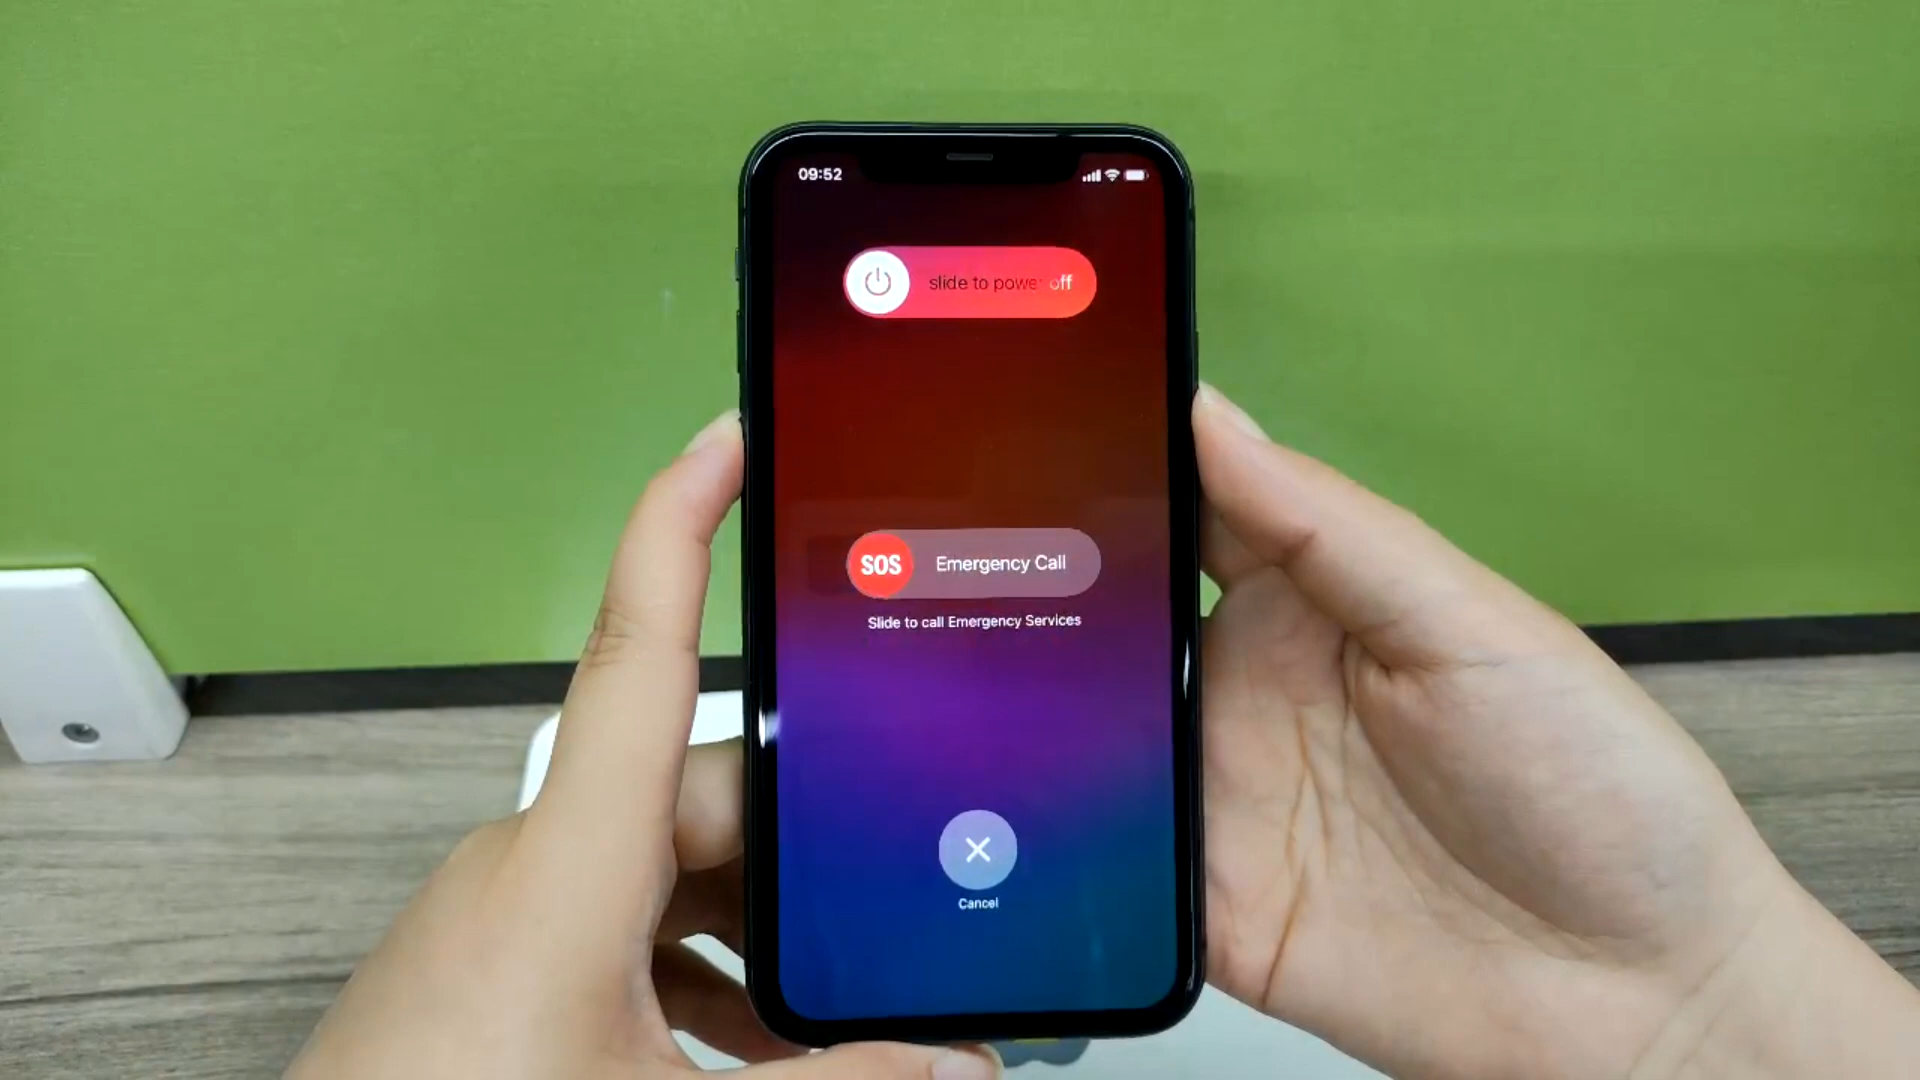 09:52
slide to power off
SOS Emergency Call
Slide to call Emergency Services
Cancel